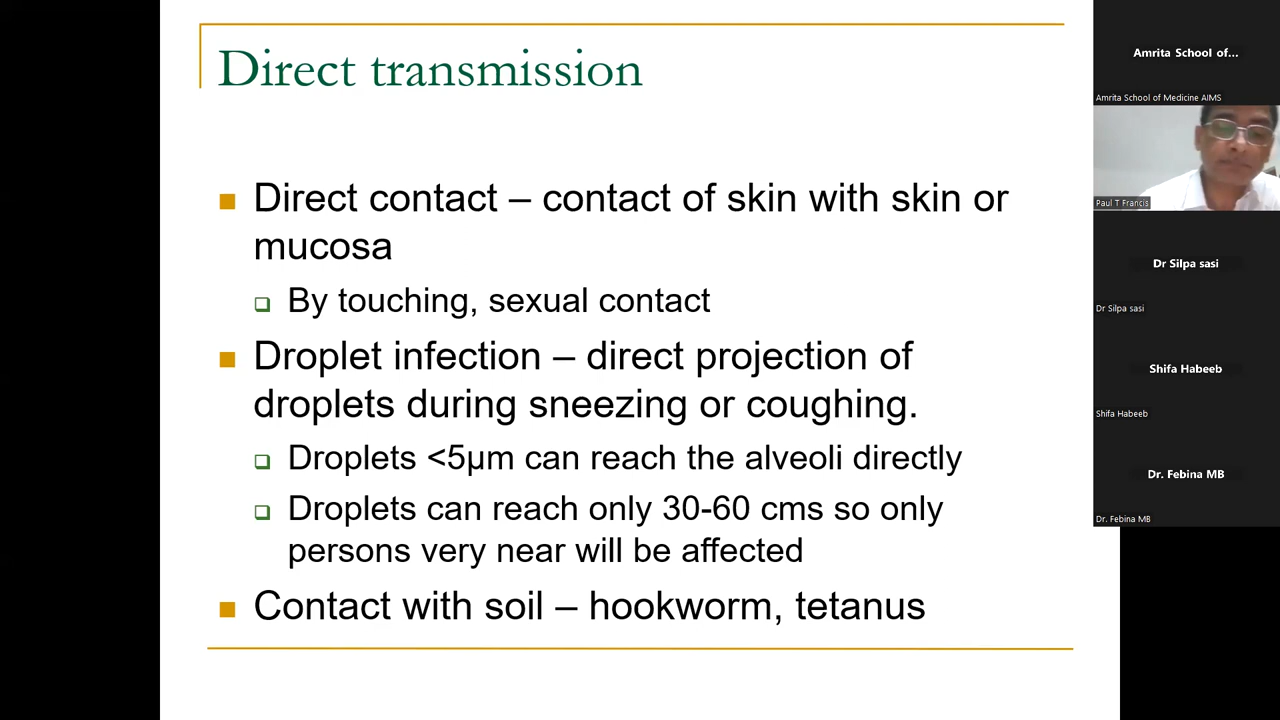 Direct transmission
Direct contact – contact of skin with skin or
mucosa
By touching, sexual contact
Droplet infection – direct projection of
droplets during sneezing or coughing.
Droplets <5μm can reach the alveoli directly
Droplets can reach only 30-60 cms so only
persons very near will be affected
Contact with soil – hookworm, tetanus
Amrita School of...
Amrita School of Medicine AIMS
Paul T Francis
Dr Silpa sasi
Dr Silpa sasi
Shifa Habeeb
Shifa Habeeb
Dr. Febina MB
Dr. Febina MB